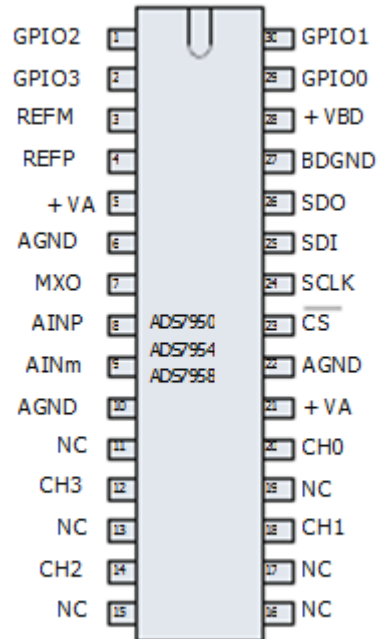 GPIO2 1 30 GPIO1
GPIO3 2 29 GPIO0
REFM 3 28 +VBD
REFP 4 27 BDGND
+VA 5 26 SDO
AGND 6 25 SDI
MXO 7 24 SCLK
AINP 8 ADS7950 23 CS
ADS7954
AINm 9 ADS7958 22 AGND
AGND 10 21 +VA
NC 11 20 CH0
CH3 12 19 NC
NC 13 18 CH1
CH2 14 17 NC
NC 15 16 NC